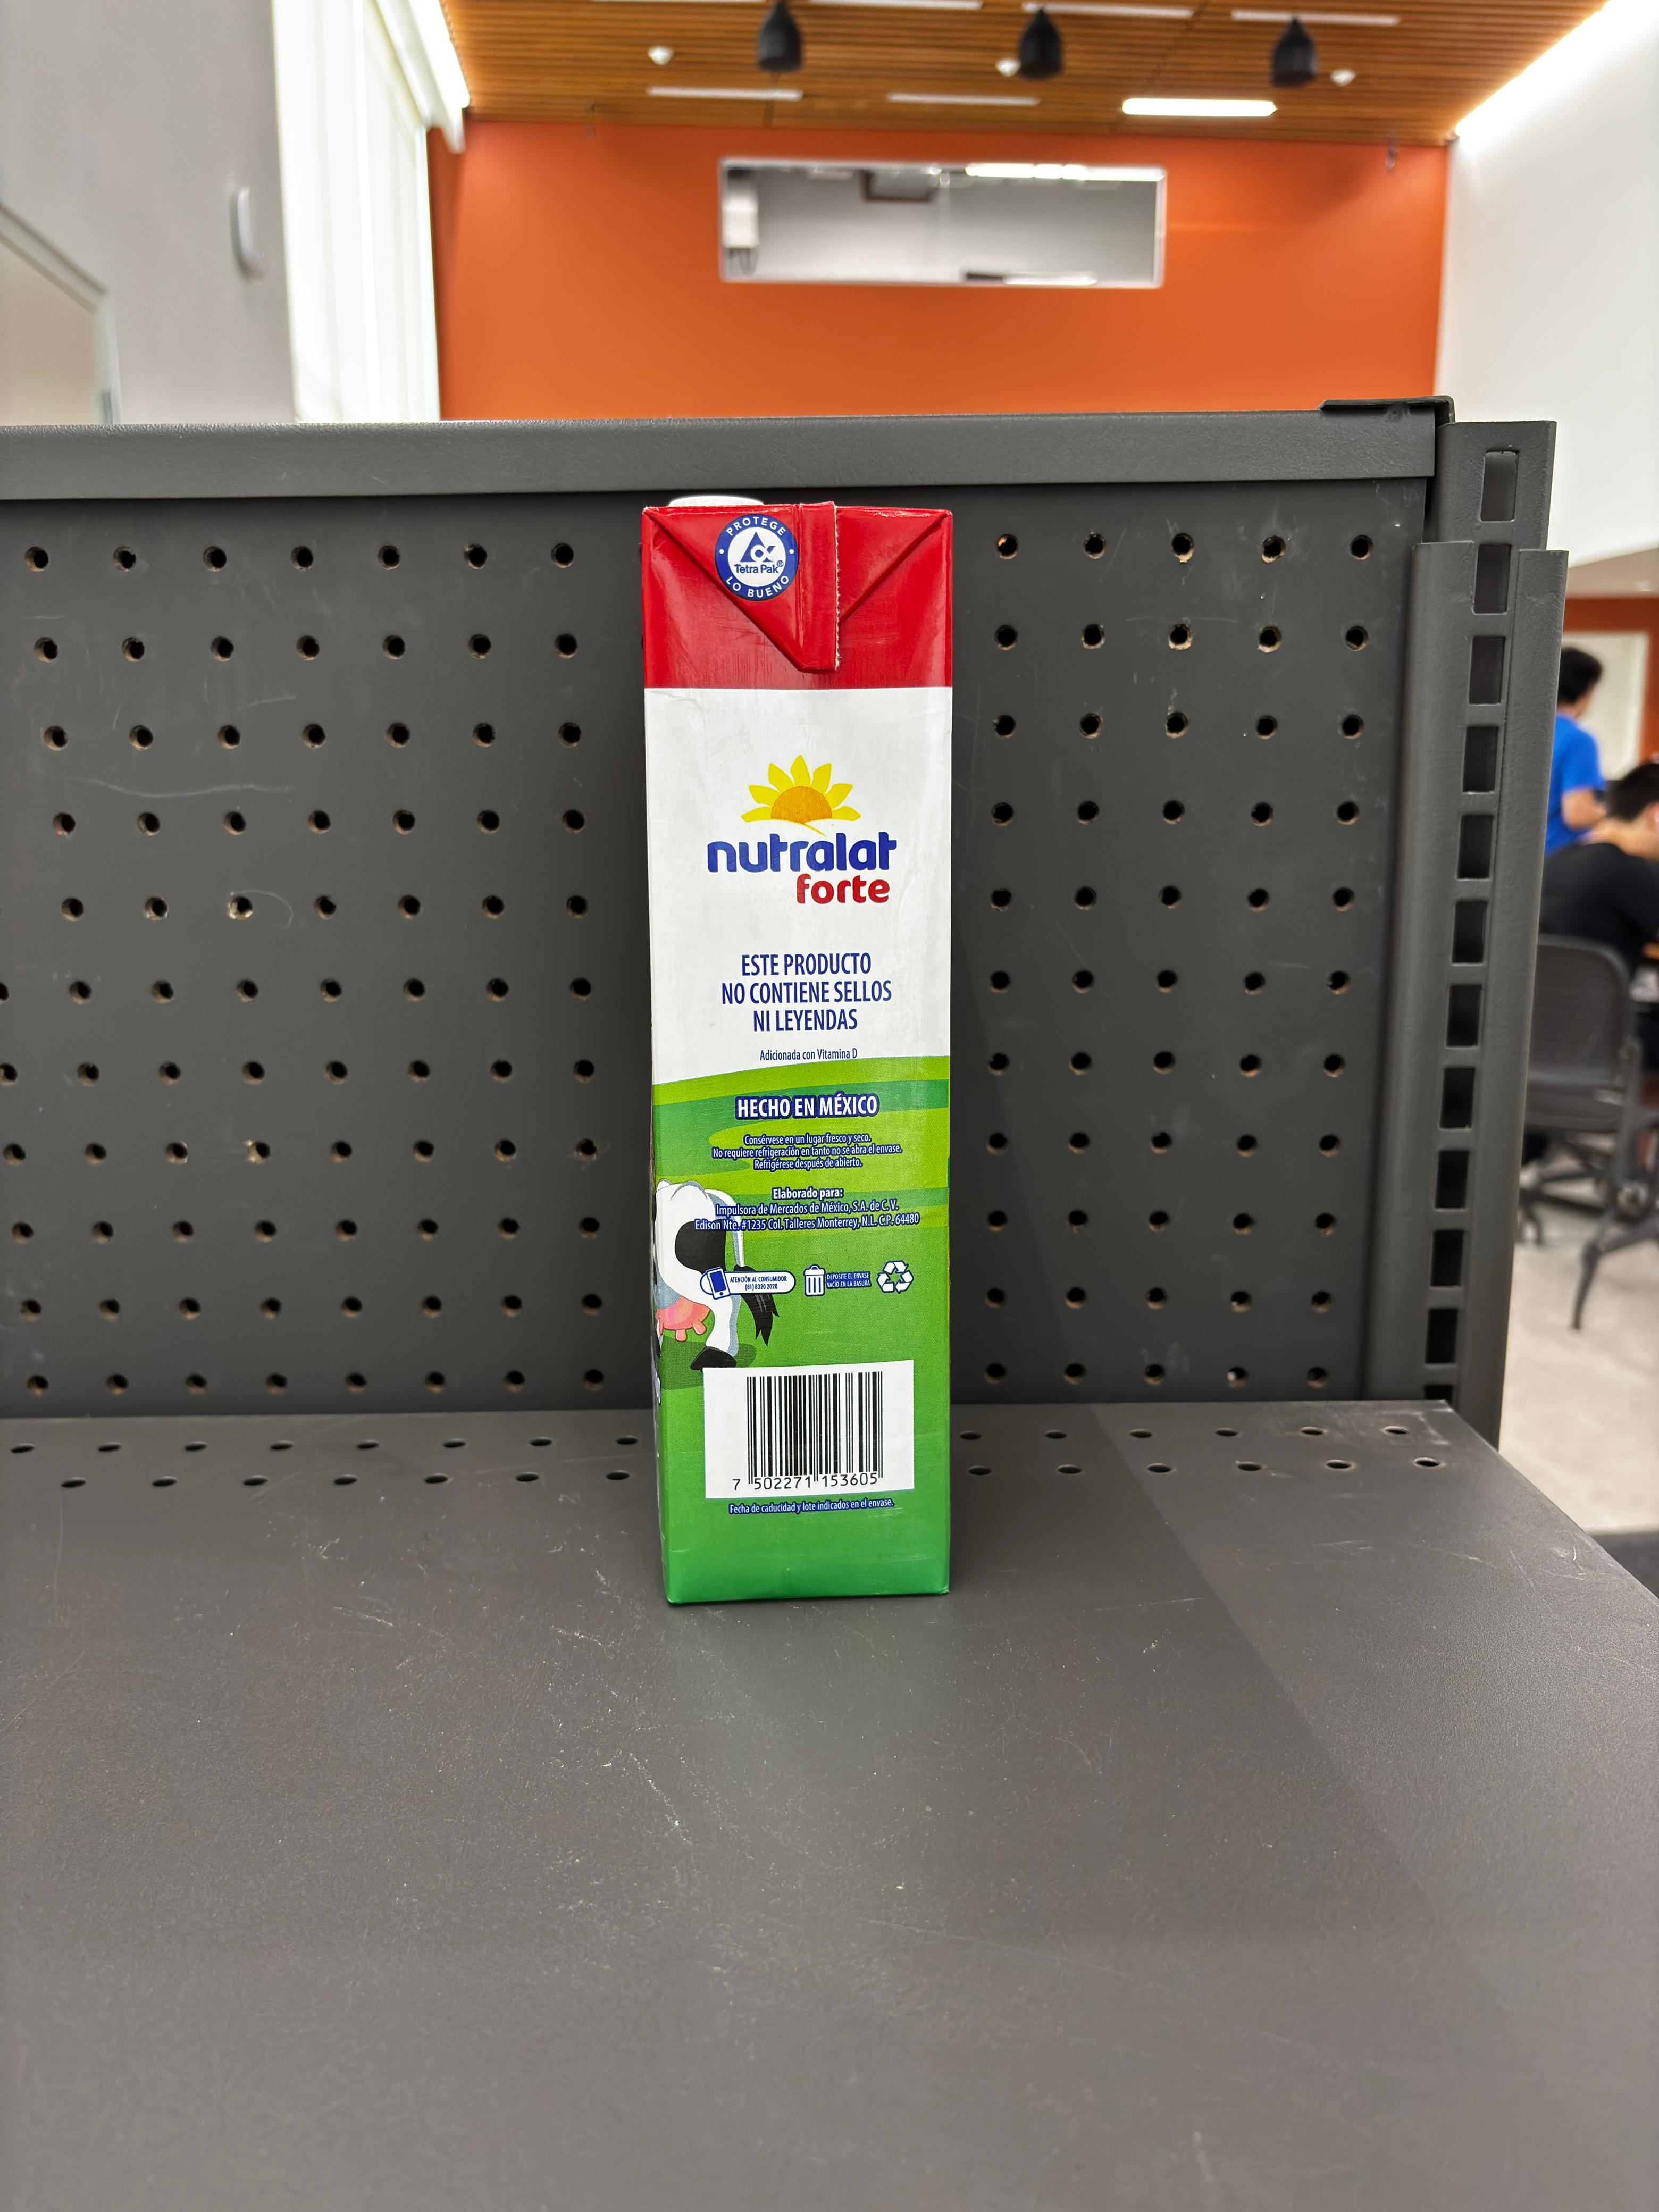 PROTEGE
Tetra Pak®
LO BUENO
nutralat
forte
ESTE PRODUCTO
NO CONTIENE SELLOS
NI LEYENDAS
Adicionada con Vitamina D
HECHO EN MÉXICO
Consérvese en un lugar fresco y seco.
No requiere refrigeración en tanto no se abra el envase.
Refrigérese después de abierto.
Elaborado para:
Impulsora de Mercados de México, S.A. de C. V.
Edison Nte. #1235 Col. Talleres Monterrey, N.L. C.P. 64480
ATENCIÓN AL CONSUMIDOR
(81) 8320 2020
DEPOSITE EL ENVASE
VACÍO EN LA BASURA
7 502271 153605
Fecha de caducidad y lote indicados en el envase.